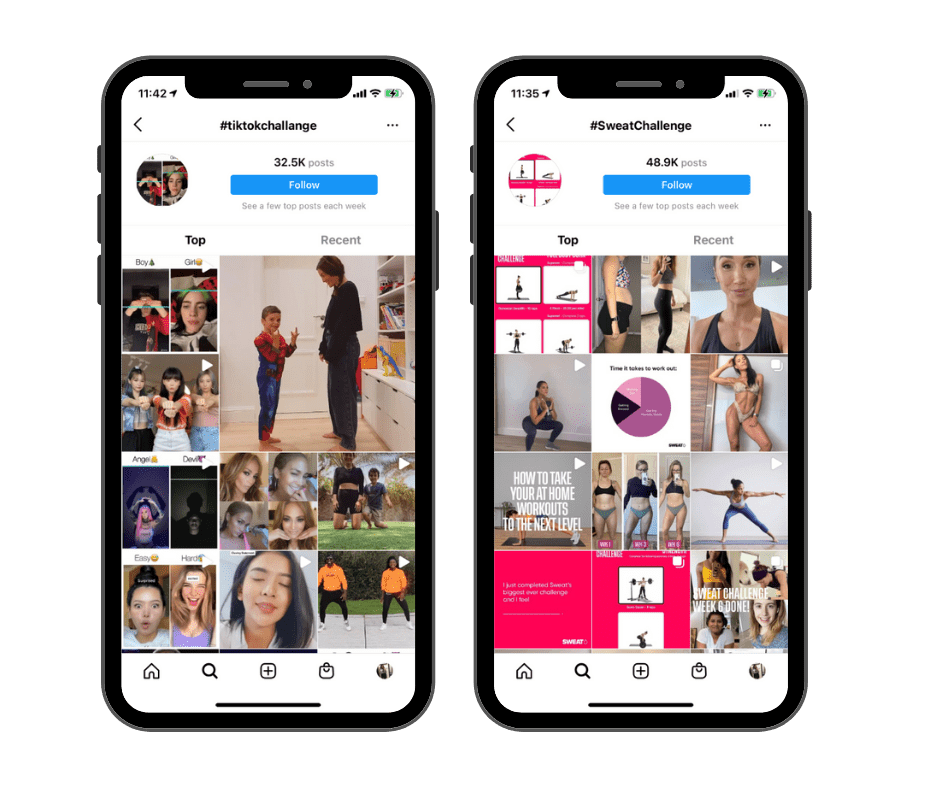 11:42
#tiktokchallange
32.5K posts
Follow
See a few top posts each week
Top Recent
Boy🎄 Girl
Angel Devil
Easy😅 Hard
11:35
#SweatChallenge
48.9K posts
Follow
See a few top posts each week
Top Recent
CHALLENGE
Time it takes to work out:
SWEAT
HOW TO TAKE
YOUR AT HOME
WORKOUTS
TO THE NEXT LEVEL
CHALLENGE
I just completed Sweat's
biggest ever challenge
and I feel
SWEAT
SWEAT CHALLENGE
WEEK 6 DONE!